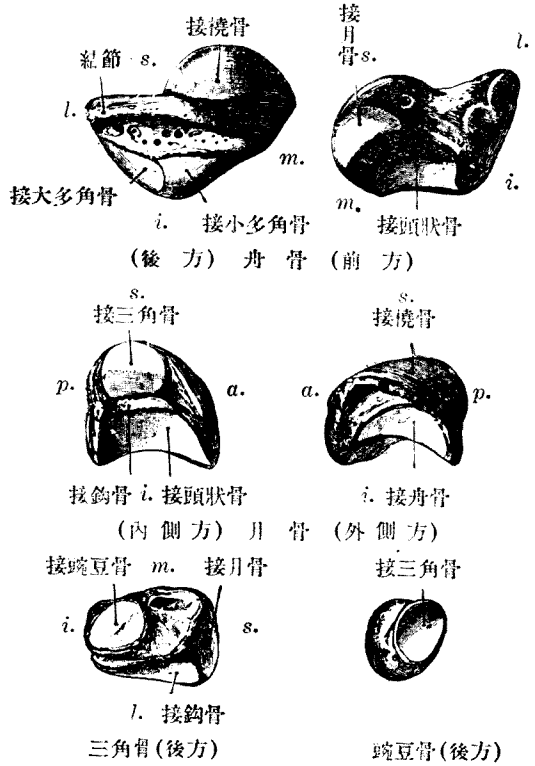 接橈骨
結節 s.
l.
m.
接大多角骨
i. 接小多角骨
接月骨s.
l.
m.
i.
接頭狀骨
(後方) 舟骨 (前方)
s.
接三角骨
p.
a.
接鈎骨 i. 接頭狀骨
s.
接橈骨
a.
p.
i. 接舟骨
(內側方) 月骨 (外側方)
接豌豆骨 m. 接月骨
i.
s.
l. 接鈎骨
三角骨(後方)
接三角骨
豌豆骨(後方)